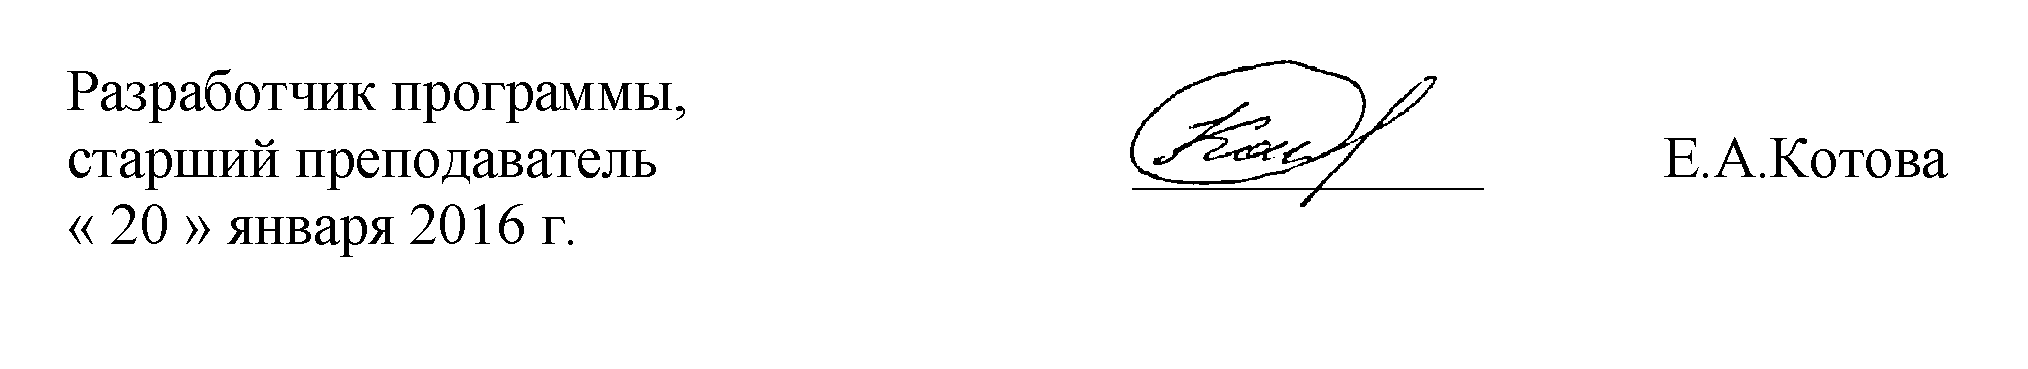 Разработчик программы,
старший преподаватель
« 20 » января 2016 г.
Е.А.Котова